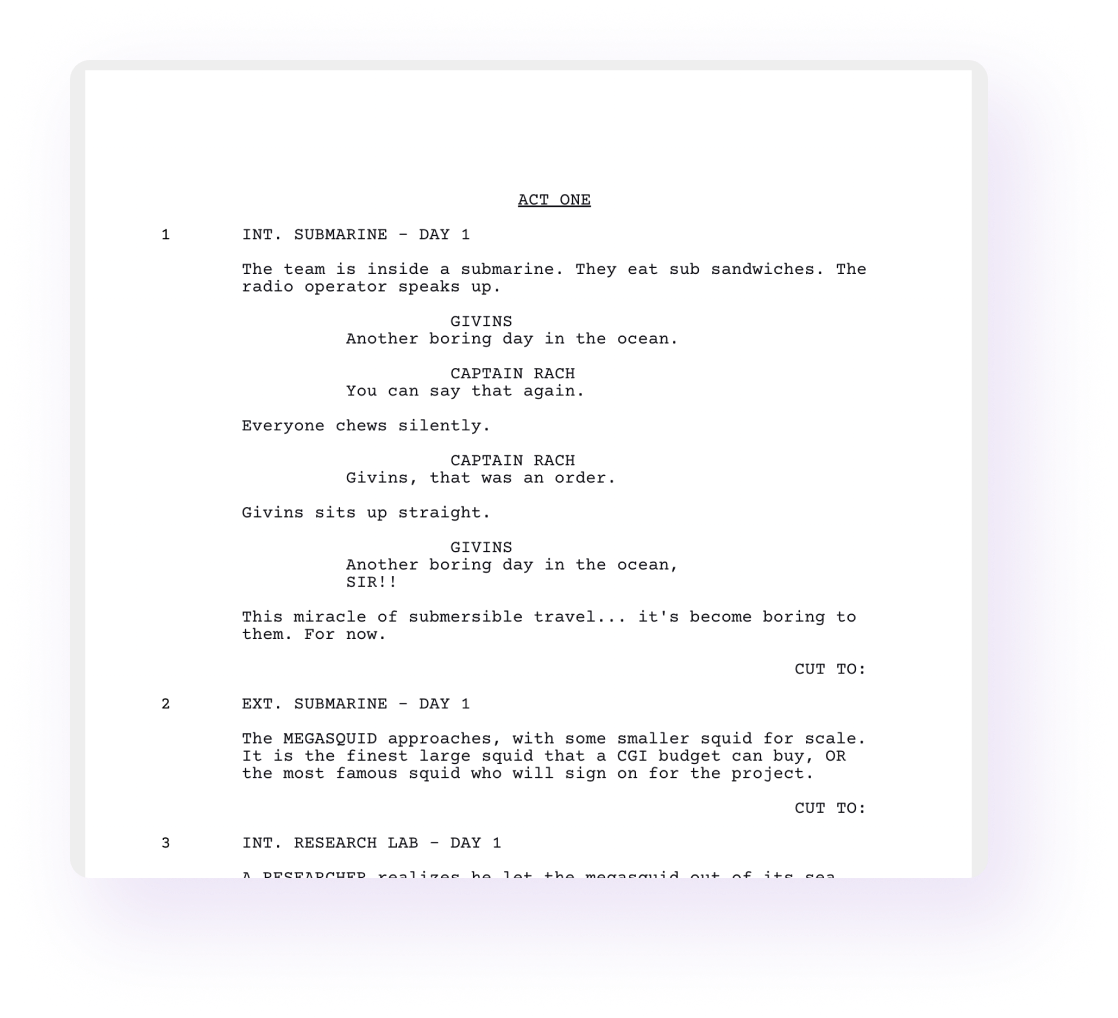 ACT ONE
1 INT. SUBMARINE - DAY 1
The team is inside a submarine. They eat sub sandwiches. The
radio operator speaks up.
GIVINS
Another boring day in the ocean.
CAPTAIN RACH
You can say that again.
Everyone chews silently.
CAPTAIN RACH
Givins, that was an order.
Givins sits up straight.
GIVINS
Another boring day in the ocean,
SIR!!
This miracle of submersible travel... it's become boring to
them. For now.
CUT TO:
2 EXT. SUBMARINE - DAY 1
The MEGASQUID approaches, with some smaller squid for scale.
It is the finest large squid that a CGI budget can buy, OR
the most famous squid who will sign on for the project.
CUT TO:
3 INT. RESEARCH LAB - DAY 1
A RESEARCHER realizes he let the megasquid out of its sea